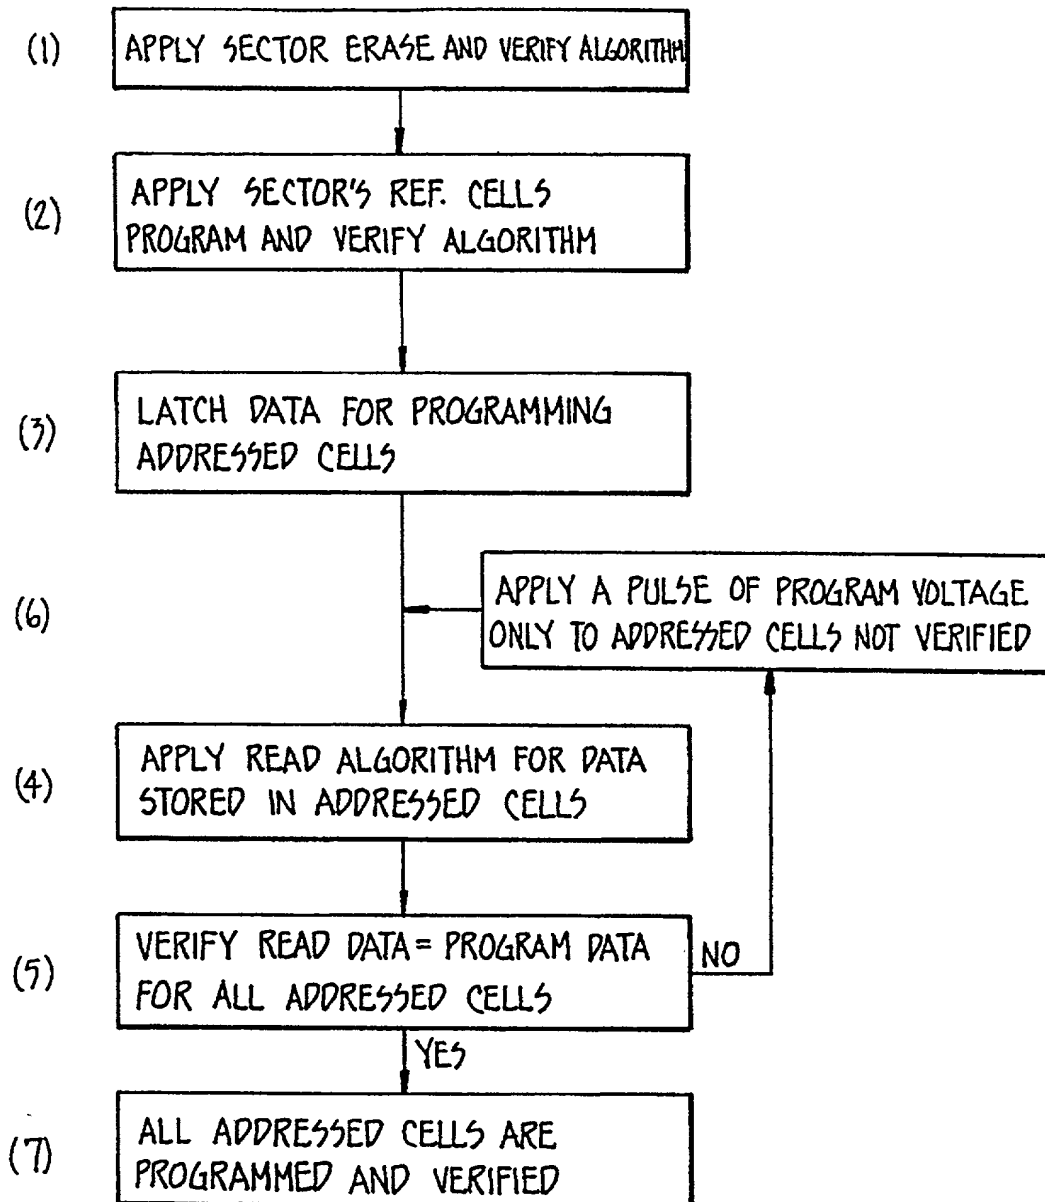 (1)
APPLY SECTOR ERASE AND VERIFY ALGORITHM
(2)
APPLY SECTOR'S REF. CELLS
PROGRAM AND VERIFY ALGORITHM
(3)
LATCH DATA FOR PROGRAMMING
ADDRESSED CELLS
(6)
APPLY A PULSE OF PROGRAM VOLTAGE
ONLY TO ADDRESSED CELLS NOT VERIFIED
(4)
APPLY READ ALGORITHM FOR DATA
STORED IN ADDRESSED CELLS
(5)
VERIFY READ DATA = PROGRAM DATA
FOR ALL ADDRESSED CELLS
NO
YES
(7)
ALL ADDRESSED CELLS ARE
PROGRAMMED AND VERIFIED